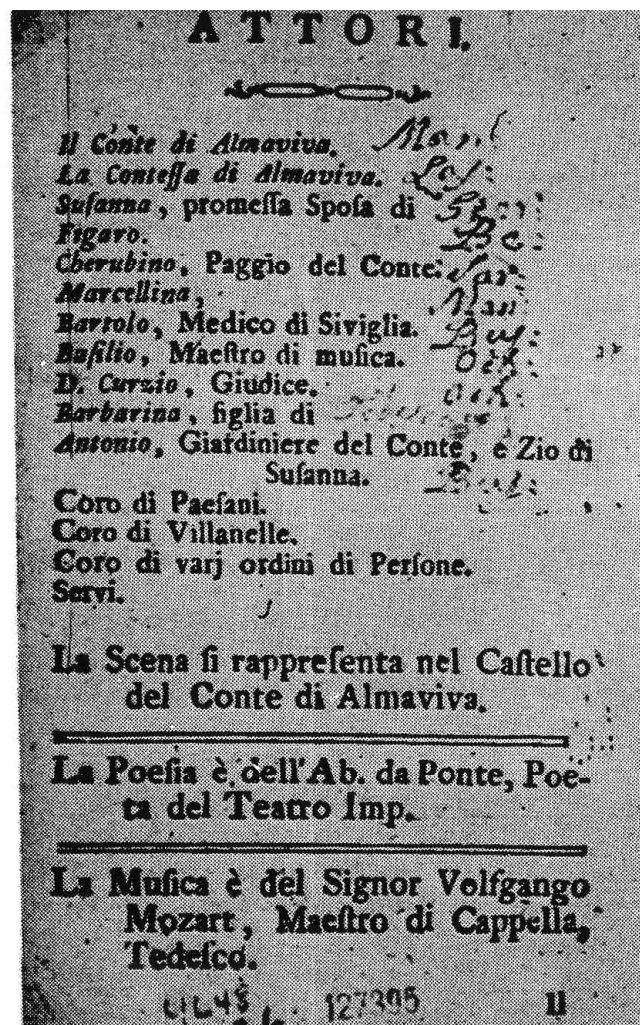 ATTORI.
Il Conte di Almaviva.
La Conteſſa di Almaviva.
Suſanna, promeſſa Spoſa di
Figaro.
Cherubino, Paggio del Conte.
Marcellina,
Bartolo, Medico di Siviglia.
Baſilio, Maeſtro di muſica.
D. Curzio, Giudice.
Barbarina, figlia di
Antonio, Giardiniere del Conte, e Zio di
Suſanna.
Coro di Paeſani.
Coro di Villanelle.
Coro di varj ordini di Perſone.
Servi.
La Scena ſi rappreſenta nel Caſtello
del Conte di Almaviva.
La Poeſia è dell'Ab. da Ponte, Poe-
ta del Teatro Imp.
La Muſica è del Signor Volfgango
Mozart, Maeſtro di Cappella,
Tedeſco.
127395 Il